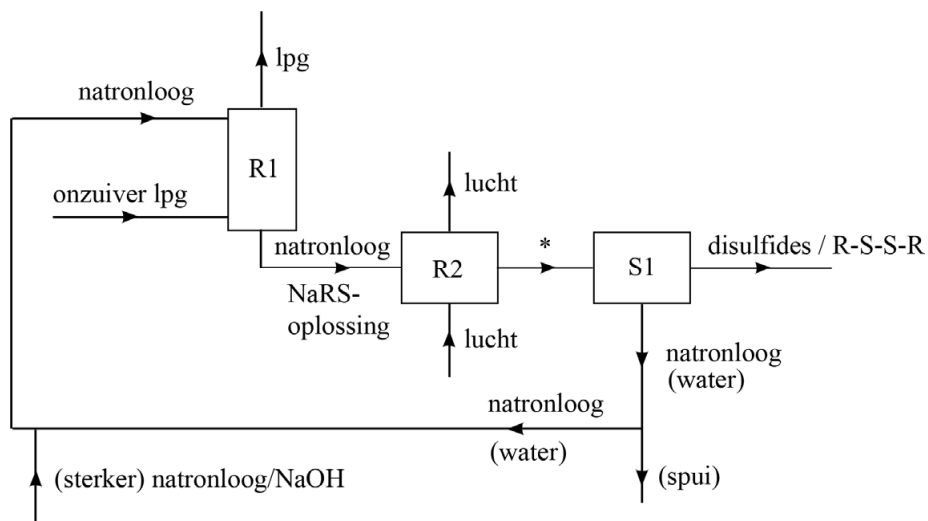 lpg
natronloog
R1
onzuiver lpg
lucht
natronloog
NaRS-
oplossing
R2
*
S1
disulfides / R-S-S-R
lucht
natronloog
(water)
natronloog
(water)
(sterker) natronloog/NaOH
(spui)